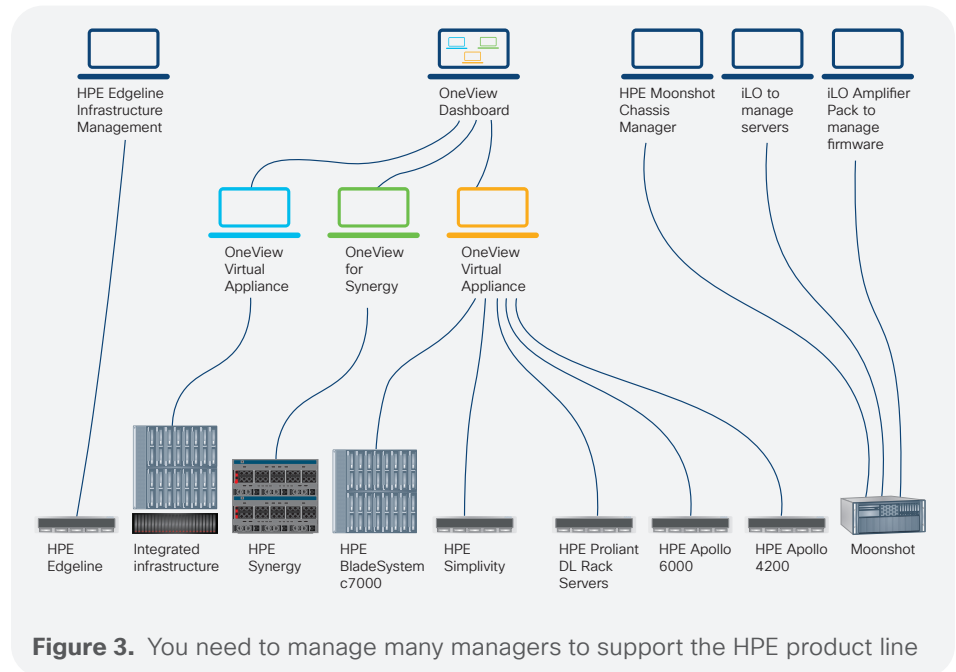 HPE Edgeline
Infrastructure
Management
OneView
Dashboard
HPE Moonshot
Chassis
Manager
iLO to
manage
servers
iLO Amplifier
Pack to
manage
firmware
OneView
Virtual
Appliance
OneView
for
Synergy
OneView
Virtual
Appliance
HPE
Edgeline
Integrated
infrastructure
HPE
Synergy
HPE
BladeSystem
c7000
HPE
Simplivity
HPE Proliant
DL Rack
Servers
HPE Apollo
6000
HPE Apollo
4200
Moonshot
Figure 3. You need to manage many managers to support the HPE product line